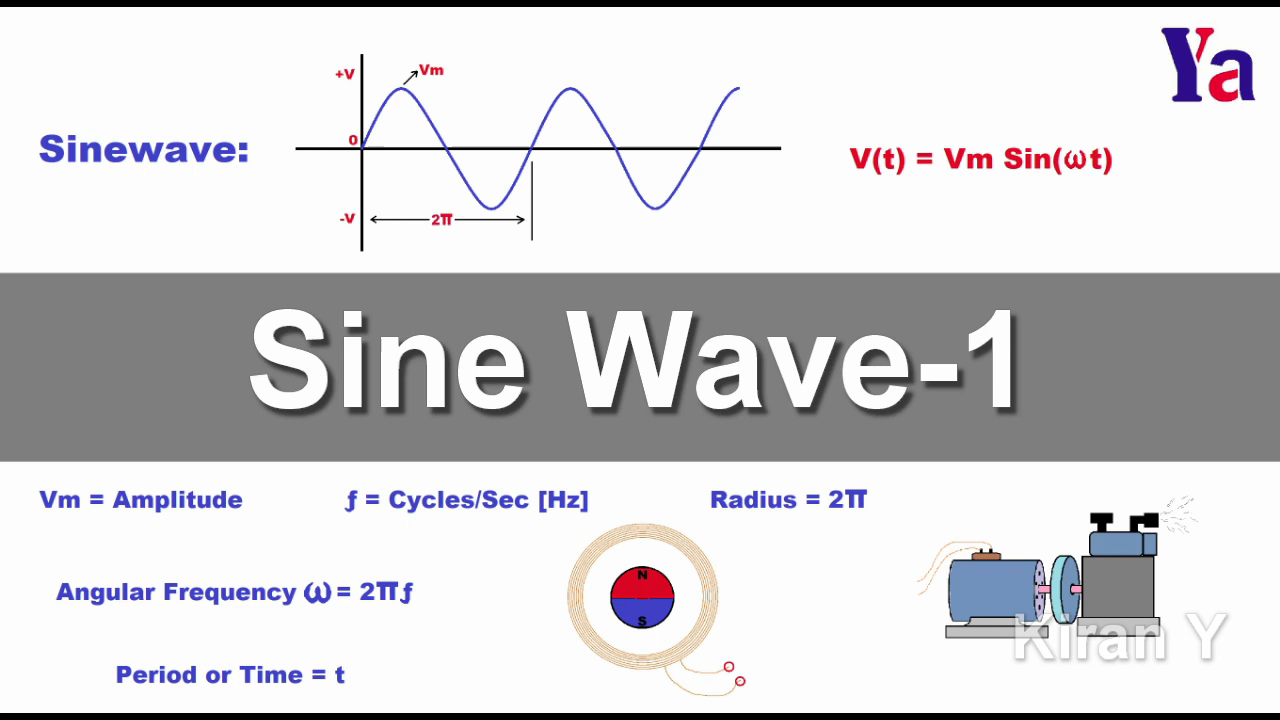 Ya
+V
Vm
0
Sinewave:
V(t) = Vm Sin(ωt)
-V
2π
Sine Wave-1
Vm = Amplitude
ƒ = Cycles/Sec [Hz]
Radius = 2π
N
S
Angular Frequency ω = 2πƒ
Kiran Y
Period or Time = t